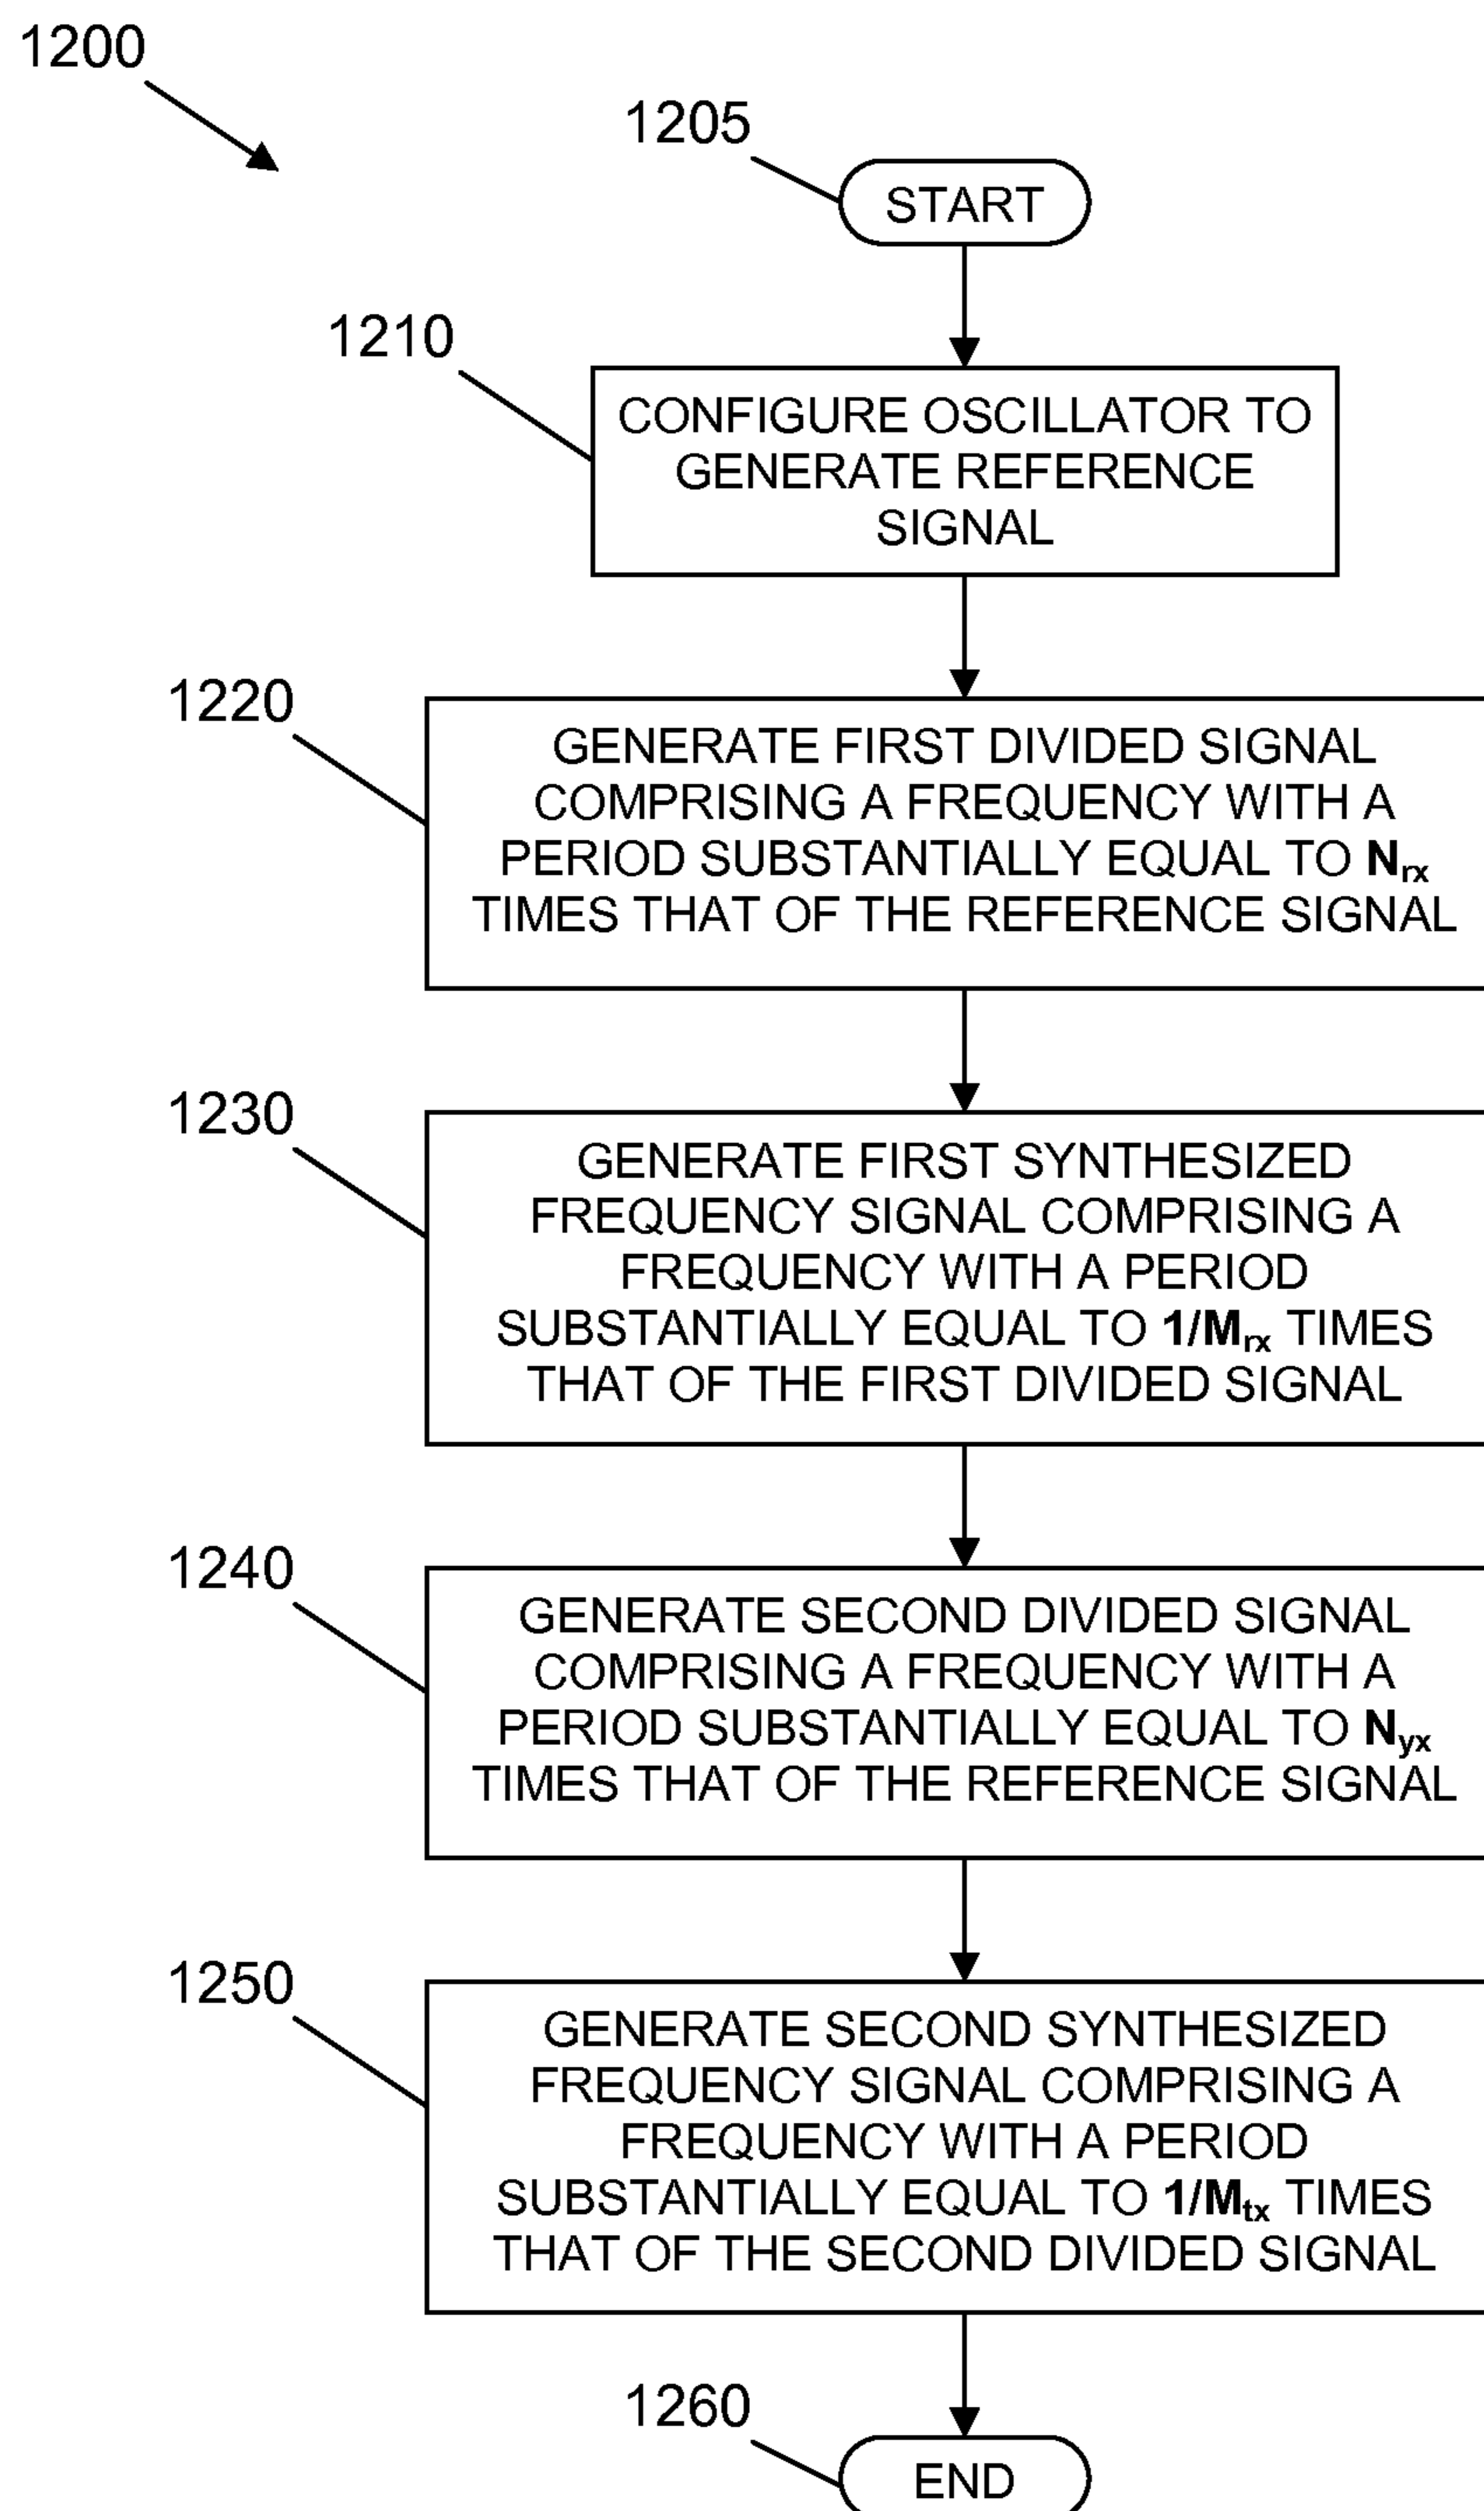 1200
1205
START
1210
CONFIGURE OSCILLATOR TO
GENERATE REFERENCE
SIGNAL
1220
GENERATE FIRST DIVIDED SIGNAL
COMPRISING A FREQUENCY WITH A
PERIOD SUBSTANTIALLY EQUAL TO Nrx
TIMES THAT OF THE REFERENCE SIGNAL
1230
GENERATE FIRST SYNTHESIZED
FREQUENCY SIGNAL COMPRISING A
FREQUENCY WITH A PERIOD
SUBSTANTIALLY EQUAL TO 1/Mrx TIMES
THAT OF THE FIRST DIVIDED SIGNAL
1240
GENERATE SECOND DIVIDED SIGNAL
COMPRISING A FREQUENCY WITH A
PERIOD SUBSTANTIALLY EQUAL TO Nyx
TIMES THAT OF THE REFERENCE SIGNAL
1250
GENERATE SECOND SYNTHESIZED
FREQUENCY SIGNAL COMPRISING A
FREQUENCY WITH A PERIOD
SUBSTANTIALLY EQUAL TO 1/Mtx TIMES
THAT OF THE SECOND DIVIDED SIGNAL
1260
END